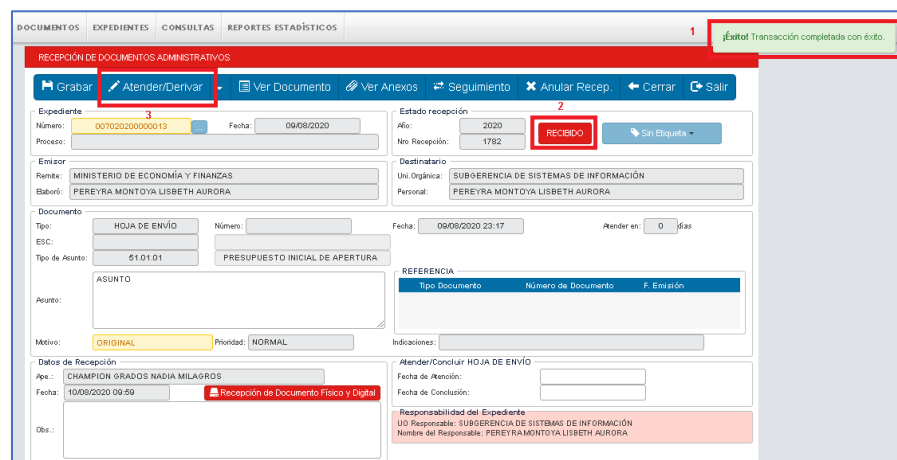 DOCUMENTOS EXPEDIENTES CONSULTAS REPORTES ESTADÍSTICOS
1
¡Éxito! Transacción completada con éxito.
RECEPCIÓN DE DOCUMENTOS ADMINISTRATIVOS
Grabar Atender/Derivar Ver Documento Ver Anexos Seguimiento Anular Recep. Cerrar Salir
3
2
Expediente
Número: 007020200000013 ... Fecha: 09/08/2020
Proceso:
Estado recepción
Año: 2020
Nro Recepción: 1782
RECIBIDO
Sin Etiqueta
Emisor
Remite: MINISTERIO DE ECONOMÍA Y FINANZAS
Elaboró: PEREYRA MONTOYA LISBETH AURORA
Destinatario
Uni.Orgánica: SUBGERENCIA DE SISTEMAS DE INFORMACIÓN
Personal: PEREYRA MONTOYA LISBETH AURORA
Documento
Tipo: HOJA DE ENVÍO Número: Fecha: 09/08/2020 23:17 Atender en: 0 días
ESC:
Tipo de Asunto: 51.01.01 PRESUPUESTO INICIAL DE APERTURA
Asunto: ASUNTO
REFERENCIA
Tipo Documento Número de Documento F. Emisión
Motivo: ORIGINAL Prioridad: NORMAL Indicaciones:
Datos de Recepción
Ape.: CHAMPION GRADOS NADIA MILAGROS
Fecha: 10/08/2020 09:59 Recepción de Documento Físico y Digital
Obs.:
Atender/Concluir HOJA DE ENVÍO
Fecha de Atención:
Fecha de Conclusión:
Responsabilidad del Expediente
UO Responsable: SUBGERENCIA DE SISTEMAS DE INFORMACIÓN
Nombre del Responsable: PEREYRA MONTOYA LISBETH AURORA